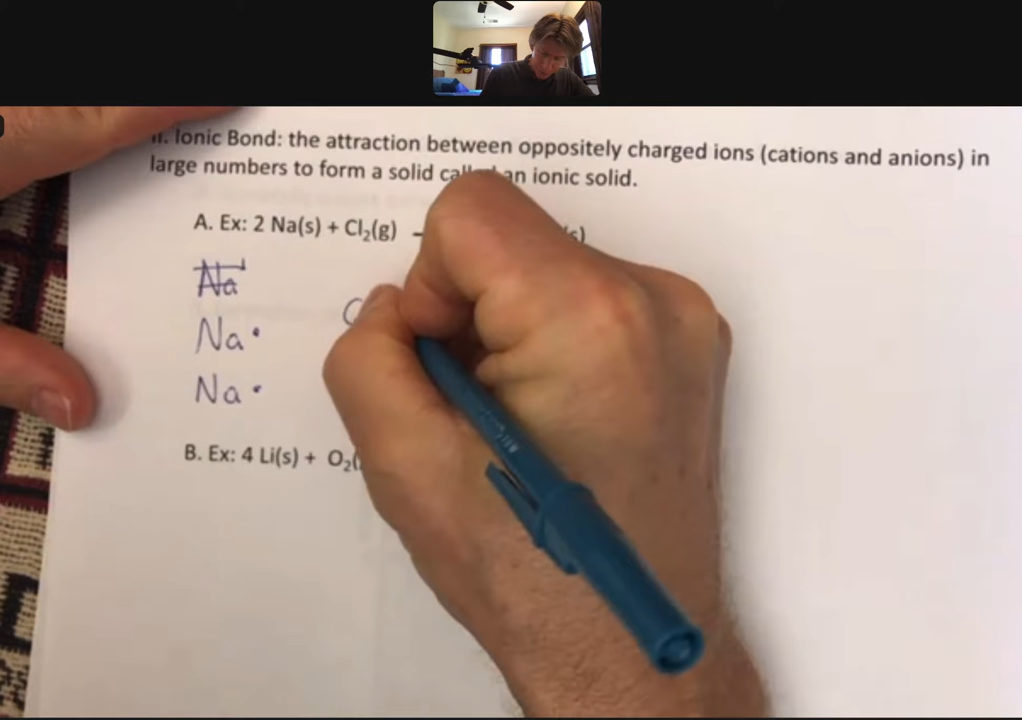 II. Ionic Bond: the attraction between oppositely charged ions (cations and anions) in
large numbers to form a solid an ionic solid.
A. Ex: 2 Na(s) + Cl₂(g) (s)
Na
Na •
Na •
B. Ex: 4 Li(s) + O₂(